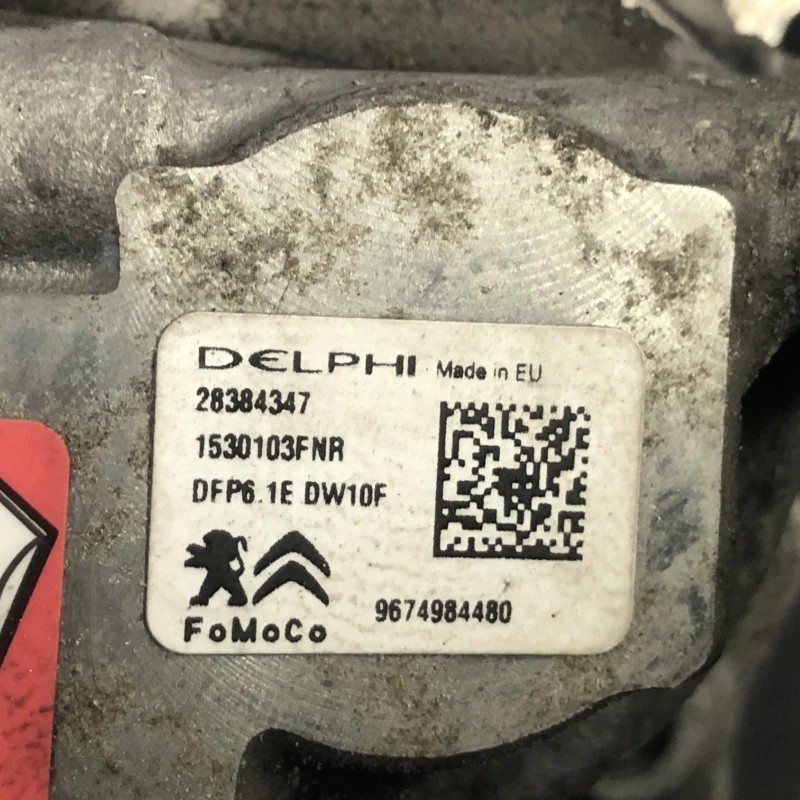 DELPHI Made in EU
28384347
1530103FNR
DFP6.1E DW10F
FoMoCo 9674984480